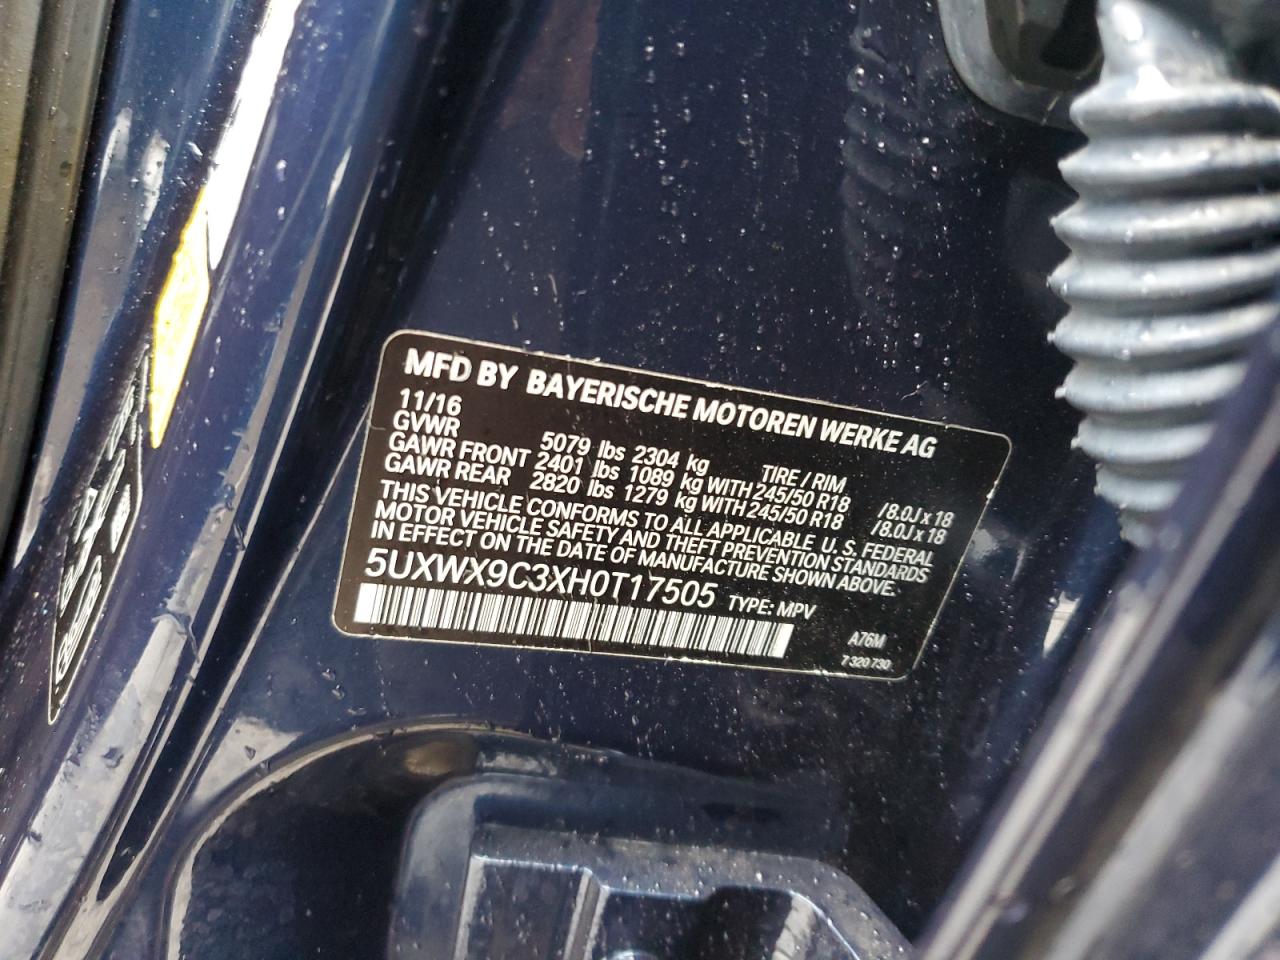 MFD BY BAYERISCHE MOTOREN WERKE AG
11/16
GVWR 5079 lbs 2304 kg TIRE / RIM
GAWR FRONT 2401 lbs 1089 kg WITH 245/50 R18 /8.0J x 18
GAWR REAR 2820 lbs 1279 kg WITH 245/50 R18 /8.0J x 18
THIS VEHICLE CONFORMS TO ALL APPLICABLE U. S. FEDERAL
MOTOR VEHICLE SAFETY AND THEFT PREVENTION STANDARDS
IN EFFECT ON THE DATE OF MANUFACTURE SHOWN ABOVE.
5UXWX9C3XH0T17505 TYPE: MPV
A76M
7 320 730